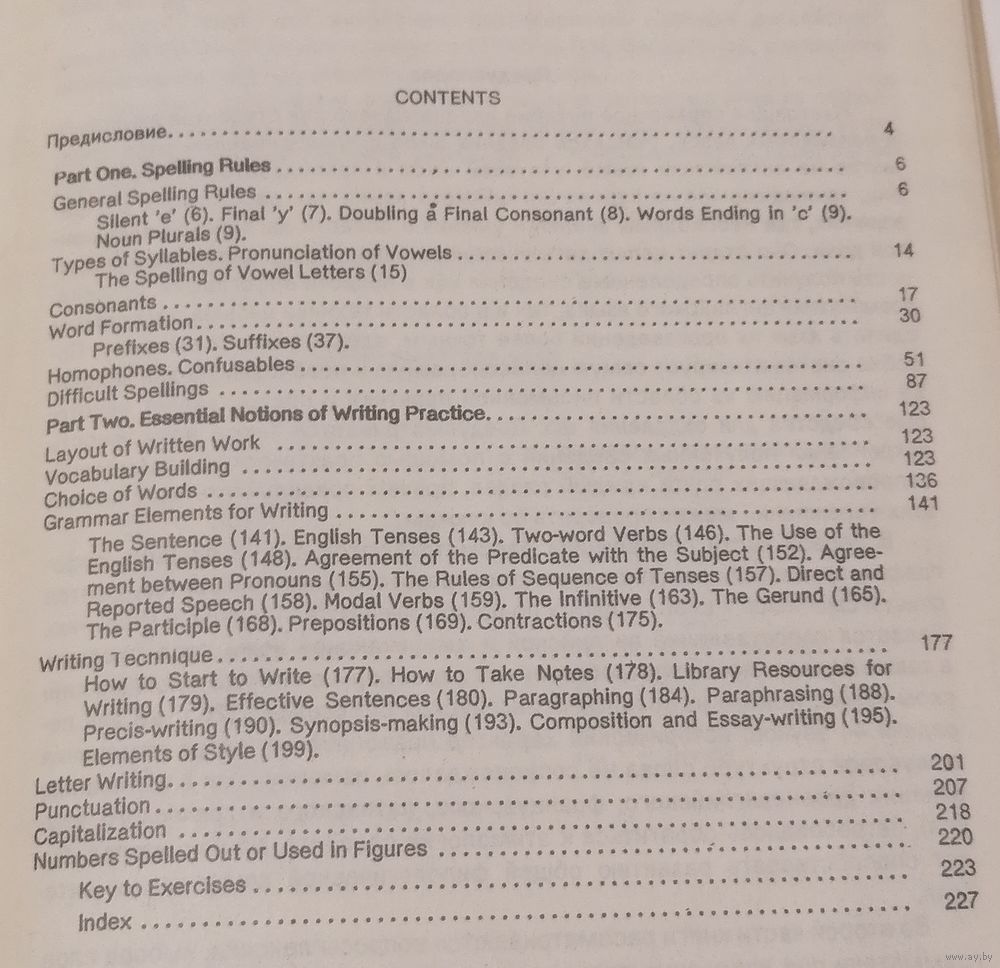 CONTENTS
Предисловие. . . . . . . . . . . . . . . . . . . . . . . . . . . . . . . . . . . . 4
Part One. Spelling Rules . . . . . . . . . . . . . . . . . . . . . . . . . . . . . . 6
General Spelling Rules . . . . . . . . . . . . . . . . . . . . . . . . . . . . . . 6
Silent 'e' (6). Final 'y' (7). Doubling a Final Consonant (8). Words Ending in 'c' (9).
Noun Plurals (9).
Types of Syllables. Pronunciation of Vowels . . . . . . . . . . . . . . . . . . . . 14
The Spelling of Vowel Letters (15)
Consonants . . . . . . . . . . . . . . . . . . . . . . . . . . . . . . . . . . . . 17
Word Formation. . . . . . . . . . . . . . . . . . . . . . . . . . . . . . . . . . 30
Prefixes (31). Suffixes (37).
Homophones. Confusables . . . . . . . . . . . . . . . . . . . . . . . . . . . . 51
Difficult Spellings . . . . . . . . . . . . . . . . . . . . . . . . . . . . . . . . 87
Part Two. Essential Notions of Writing Practice. . . . . . . . . . . . . . . . . . . 123
Layout of Written Work . . . . . . . . . . . . . . . . . . . . . . . . . . . . . . 123
Vocabulary Building . . . . . . . . . . . . . . . . . . . . . . . . . . . . . . . 123
Choice of Words . . . . . . . . . . . . . . . . . . . . . . . . . . . . . . . . . 136
Grammar Elements for Writing . . . . . . . . . . . . . . . . . . . . . . . . . . 141
The Sentence (141). English Tenses (143). Two-word Verbs (146). The Use of the
English Tenses (148). Agreement of the Predicate with the Subject (152). Agree-
ment between Pronouns (155). The Rules of Sequence of Tenses (157). Direct and
Reported Speech (158). Modal Verbs (159). The Infinitive (163). The Gerund (165).
The Participle (168). Prepositions (169). Contractions (175).
Writing Technique. . . . . . . . . . . . . . . . . . . . . . . . . . . . . . . . . 177
How to Start to Write (177). How to Take Notes (178). Library Resources for
Writing (179). Effective Sentences (180). Paragraphing (184). Paraphrasing (188).
Precis-writing (190). Synopsis-making (193). Composition and Essay-writing (195).
Elements of Style (199).
Letter Writing. . . . . . . . . . . . . . . . . . . . . . . . . . . . . . . . . . . 201
Punctuation . . . . . . . . . . . . . . . . . . . . . . . . . . . . . . . . . . . . 207
Capitalization . . . . . . . . . . . . . . . . . . . . . . . . . . . . . . . . . . . 218
Numbers Spelled Out or Used in Figures . . . . . . . . . . . . . . . . . . . . . 220
Key to Exercises . . . . . . . . . . . . . . . . . . . . . . . . . . . . . . . . . 223
Index . . . . . . . . . . . . . . . . . . . . . . . . . . . . . . . . . . . . . . . 227
www.ay.by